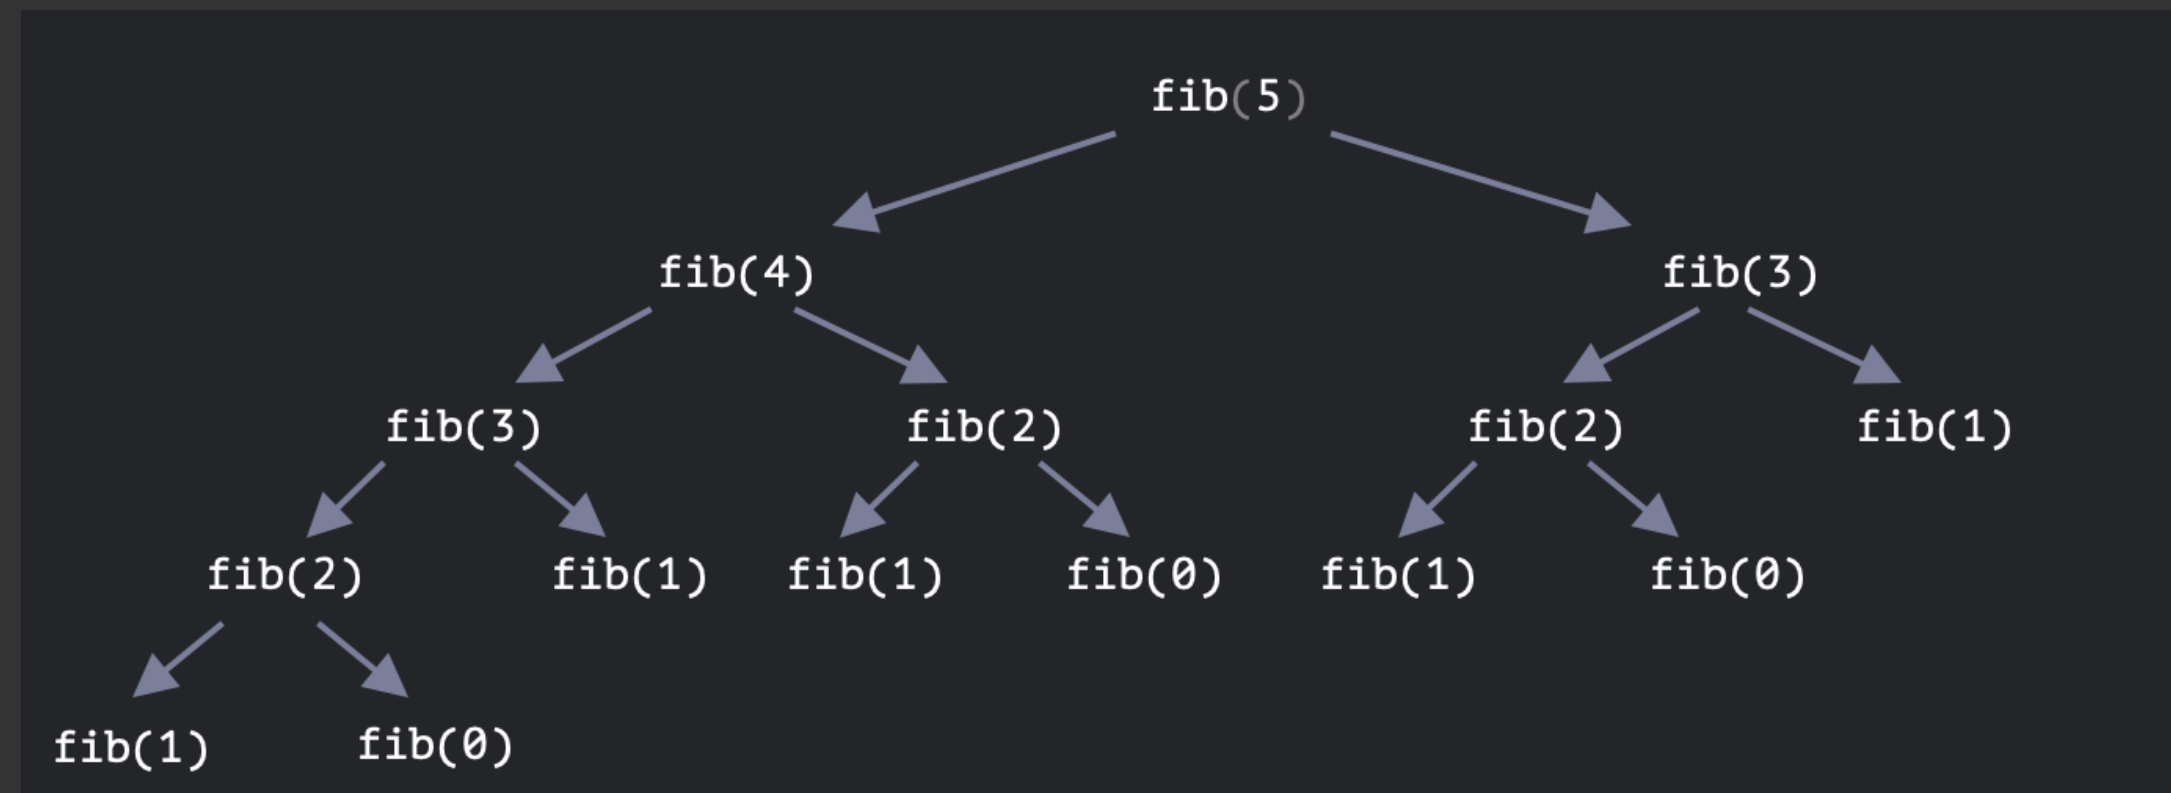 fib(5)
fib(4) fib(3)
fib(3) fib(2) fib(2) fib(1)
fib(2) fib(1) fib(1) fib(0) fib(1) fib(0)
fib(1) fib(0)